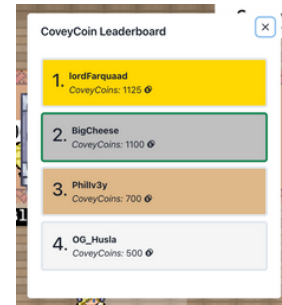 CoveyCoin Leaderboard
1. lordFarquaad
CoveyCoins: 1125
2. BigCheese
CoveyCoins: 1100
3. Phillv3y
CoveyCoins: 700
4. OG_Husla
CoveyCoins: 500